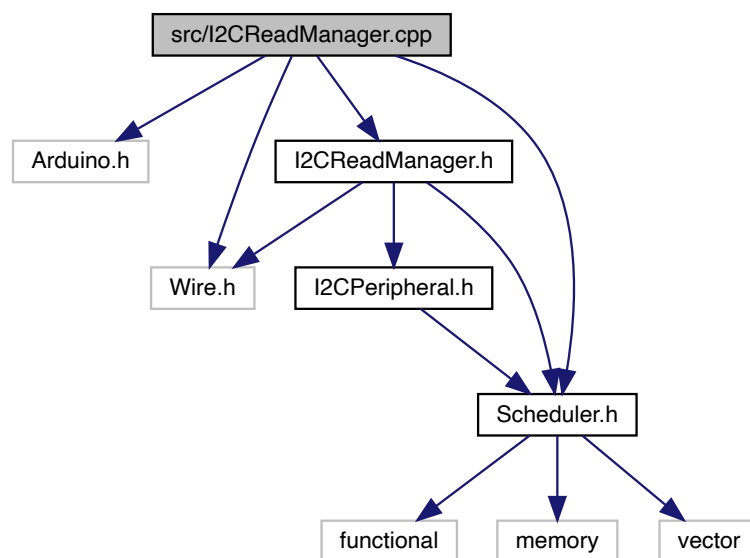 src/I2CReadManager.cpp
Arduino.h
I2CReadManager.h
Wire.h
I2CPeripheral.h
Scheduler.h
functional
memory
vector